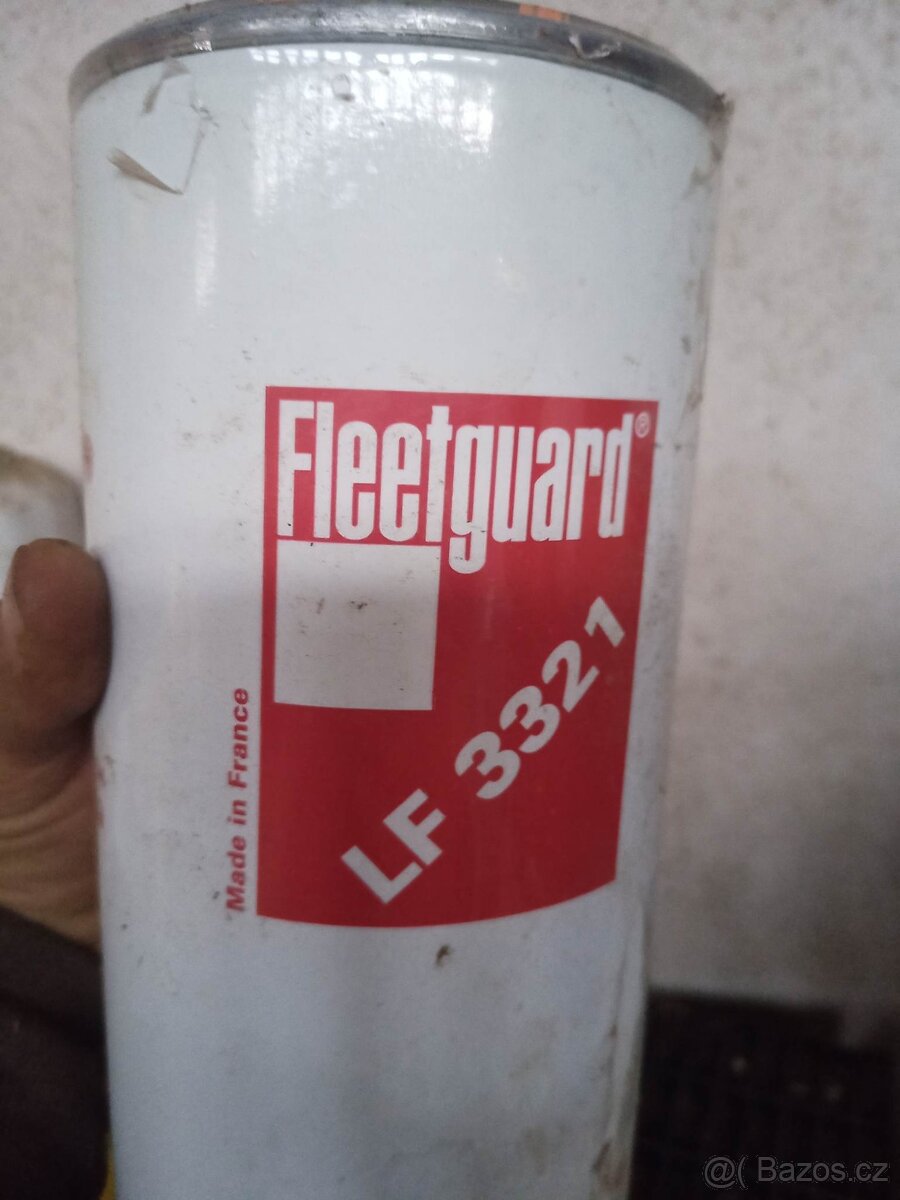 Fleetguard®
LF 3321
Made in France
@( Bazos.cz